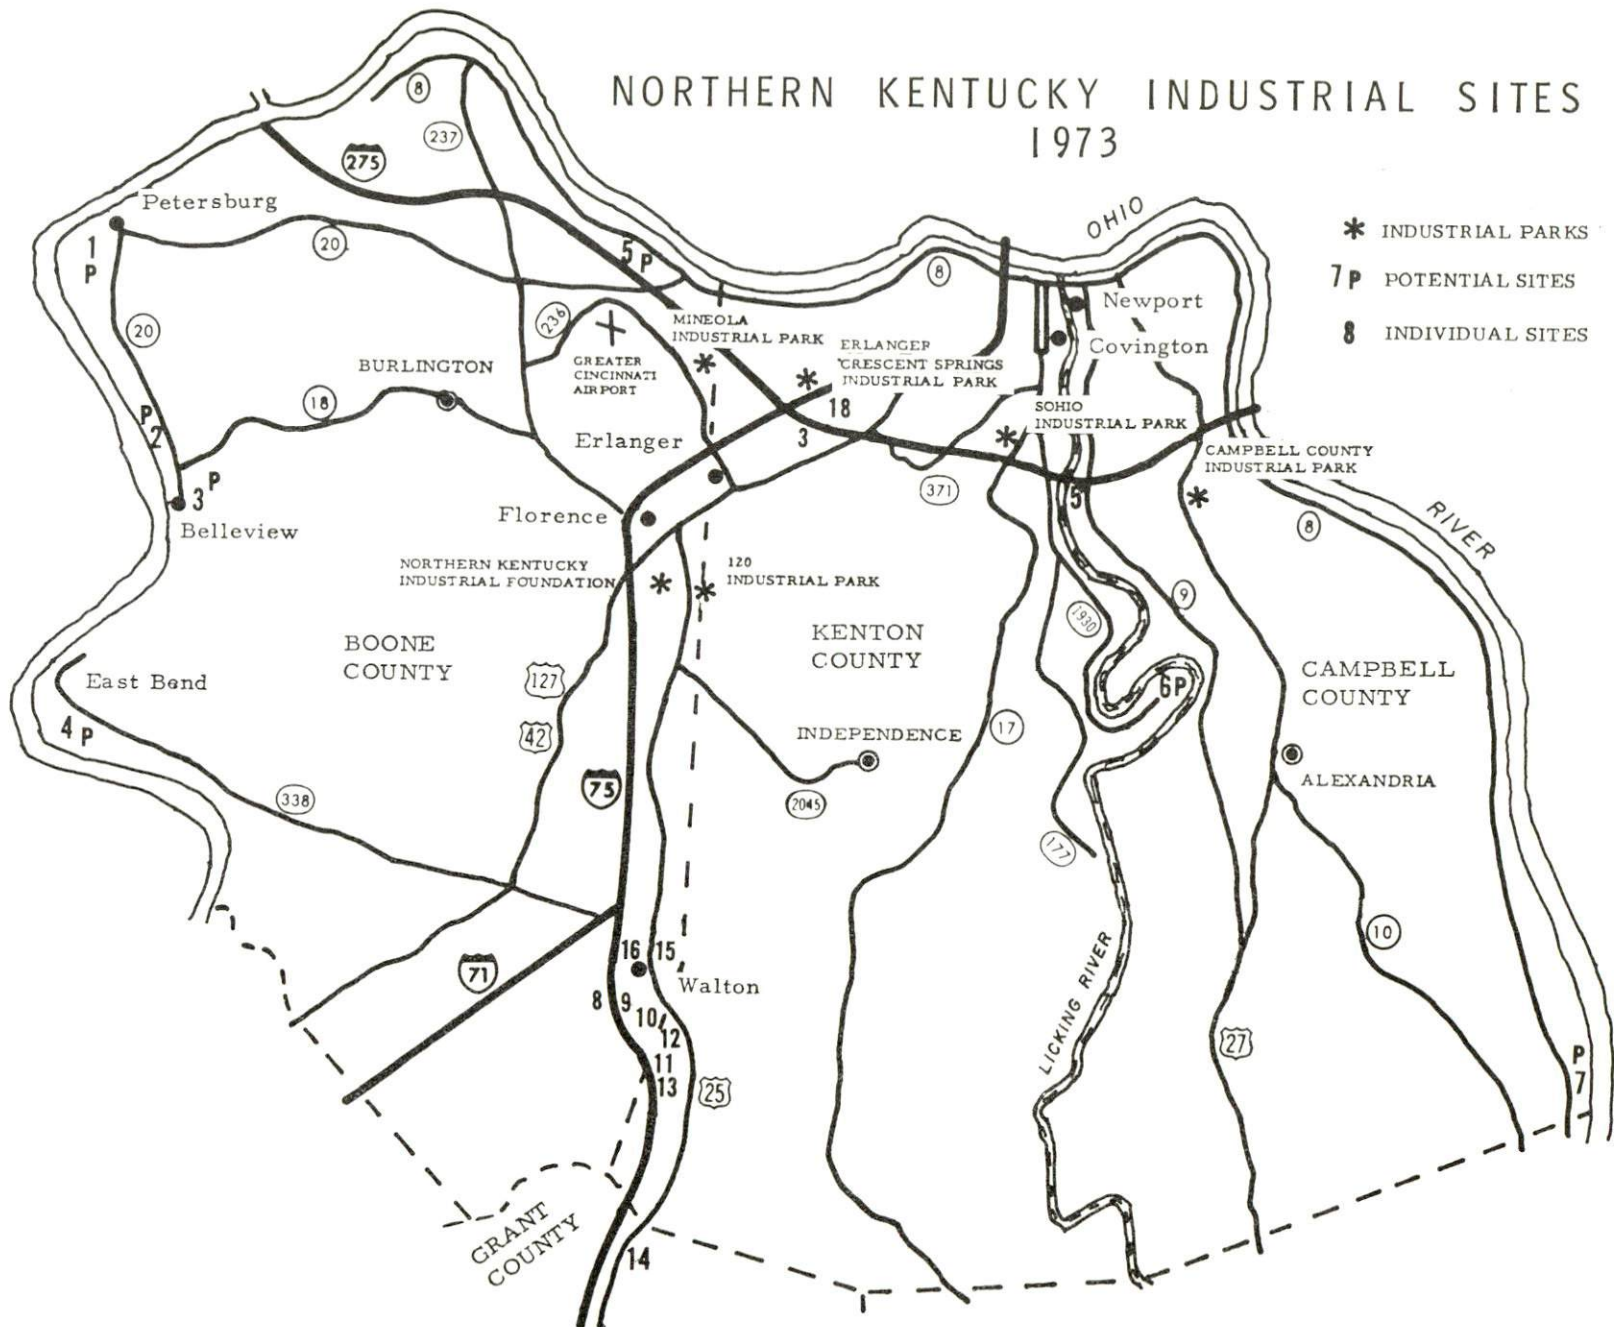 NORTHERN KENTUCKY INDUSTRIAL SITES
1973
* INDUSTRIAL PARKS
7 P POTENTIAL SITES
8 INDIVIDUAL SITES
8
237
275
OHIO
Petersburg
1
P
20
5 P
8
Newport
Covington
20
236
MINEOLA
INDUSTRIAL PARK
GREATER
CINCINNATI
AIRPORT
ERLANGER
CRESCENT SPRINGS
INDUSTRIAL PARK
BURLINGTON
18
P
2
18
3
SOHIO
INDUSTRIAL PARK
Erlanger
CAMPBELL COUNTY
INDUSTRIAL PARK
3 P
Belleview
371
5
Florence
8
RIVER
NORTHERN KENTUCKY
INDUSTRIAL FOUNDATION
120
INDUSTRIAL PARK
1930
9
BOONE
COUNTY
KENTON
COUNTY
CAMPBELL
COUNTY
East Bend
127
6P
4 P
42
INDEPENDENCE
17
ALEXANDRIA
75
338
2045
177
10
71
16
15
Walton
8
9
10
12
11
13
LICKING RIVER
27
25
P
7
GRANT
COUNTY
14